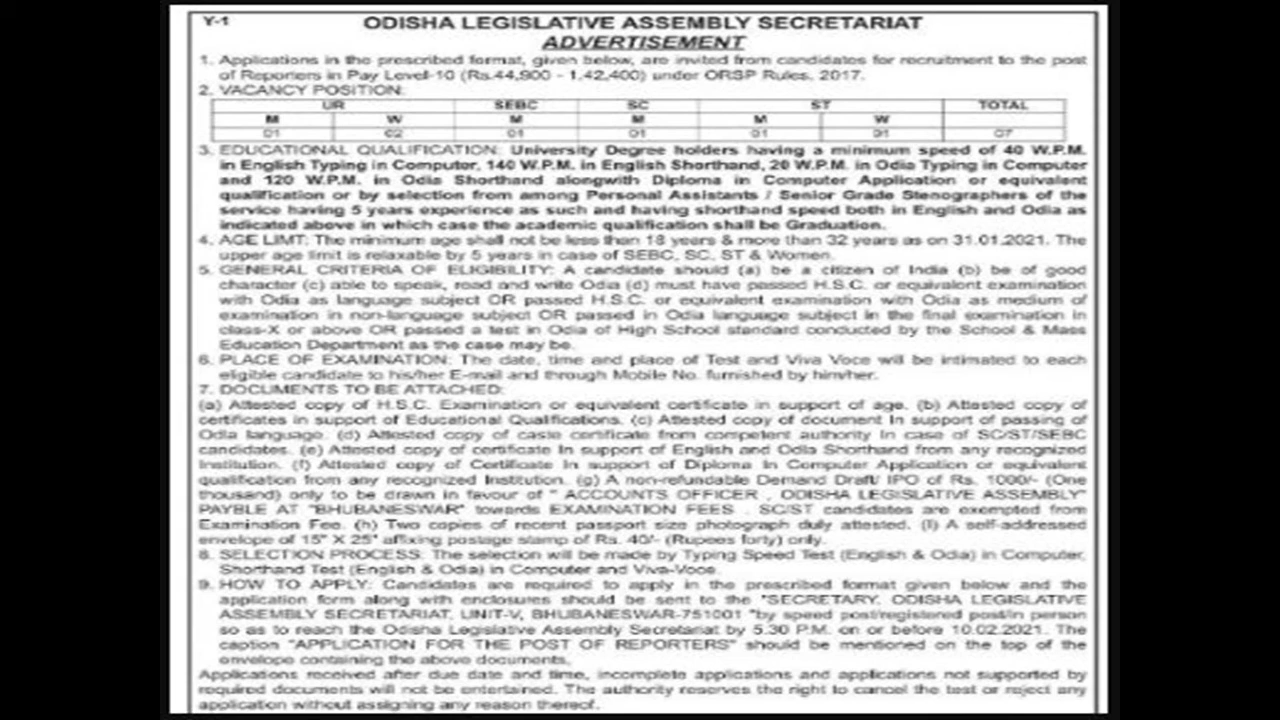 Y-1
ODISHA LEGISLATIVE ASSEMBLY SECRETARIAT
ADVERTISEMENT
1. Applications in the prescribed format, given below, are invited from candidates for recruitment to the post
of Reporters in Pay Level-10 (Rs.44,900 - 1,42,400) under ORSP Rules, 2017.
2. VACANCY POSITION:
UR SEBC SC ST TOTAL
M W M M M W
01 02 01 01 01 01 07
3. EDUCATIONAL QUALIFICATION: University Degree holders having a minimum speed of 40 W.P.M.
in English Typing in Computer, 140 W.P.M. in English Shorthand, 20 W.P.M. in Odia Typing in Computer
and 120 W.P.M. in Odia Shorthand alongwith Diploma in Computer Application or equivalent
qualification or by selection from among Personal Assistants / Senior Grade Stenographers of the
service having 5 years experience as such and having shorthand speed both in English and Odia as
indicated above in which case the academic qualification shall be Graduation.
4. AGE LIMT: The minimum age shall not be less than 18 years & more than 32 years as on 31.01.2021. The
upper age limit is relaxable by 5 years in case of SEBC, SC, ST & Women.
5. GENERAL CRITERIA OF ELIGIBILITY: A candidate should (a) be a citizen of India (b) be of good
character (c) able to speak, read and write Odia (d) must have passed H.S.C. or equivalent examination
with Odia as language subject OR passed H.S.C. or equivalent examination with Odia as medium of
examination in non-language subject OR passed in Odia language subject in the final examination in
class-X or above OR passed a test in Odia of High School standard conducted by the School & Mass
Education Department as the case may be.
6. PLACE OF EXAMINATION: The date, time and place of Test and Viva Voce will be intimated to each
eligible candidate to his/her E-mail and through Mobile No. furnished by him/her.
7. DOCUMENTS TO BE ATTACHED:
(a) Attested copy of H.S.C. Examination or equivalent certificate in support of age. (b) Attested copy of
certificates in support of Educational Qualifications. (c) Attested copy of document In support of passing of
Odia language. (d) Attested copy of caste certificate from competent authority In case of SC/ST/SEBC
candidates. (e) Attested copy of certificate In support of English and Odia Shorthand from any recognized
Institution. (f) Attested copy of Certificate In support of Diploma In Computer Application or equivalent
qualification from any recognized Institution. (g) A non-refundable Demand Draft/ IPO of Rs. 1000/- (One
thousand) only to be drawn in favour of " ACCOUNTS OFFICER , ODISHA LEGISLATIVE ASSEMBLY"
PAYBLE AT "BHUBANESWAR" towards EXAMINATION FEES . SC/ST candidates are exempted from
Examination Fee. (h) Two copies of recent passport size photograph duly attested. (I) A self-addressed
envelope of 15" X 25" affixing postage stamp of Rs. 40/- (Rupees forty) only.
8. SELECTION PROCESS: The selection will be made by Typing Speed Test (English & Odia) in Computer,
Shorthand Test (English & Odia) in Computer and Viva-Voce.
9. HOW TO APPLY: Candidates are required to apply in the prescribed format given below and the
application form along with enclosures should be sent to the "SECRETARY, ODISHA LEGISLATIVE
ASSEMBLY SECRETARIAT, UNIT-V, BHUBANESWAR-751001 "by speed post/registered post/in person
so as to reach the Odisha Legislative Assembly Secretariat by 5.30 P.M. on or before 10.02.2021. The
caption "APPLICATION FOR THE POST OF REPORTERS" should be mentioned on the top of the
envelope containing the above documents.
Applications received after due date and time, incomplete applications and applications not supported by
required documents will not be entertained. The authority reserves the right to cancel the test or reject any
application without assigning any reason thereof.